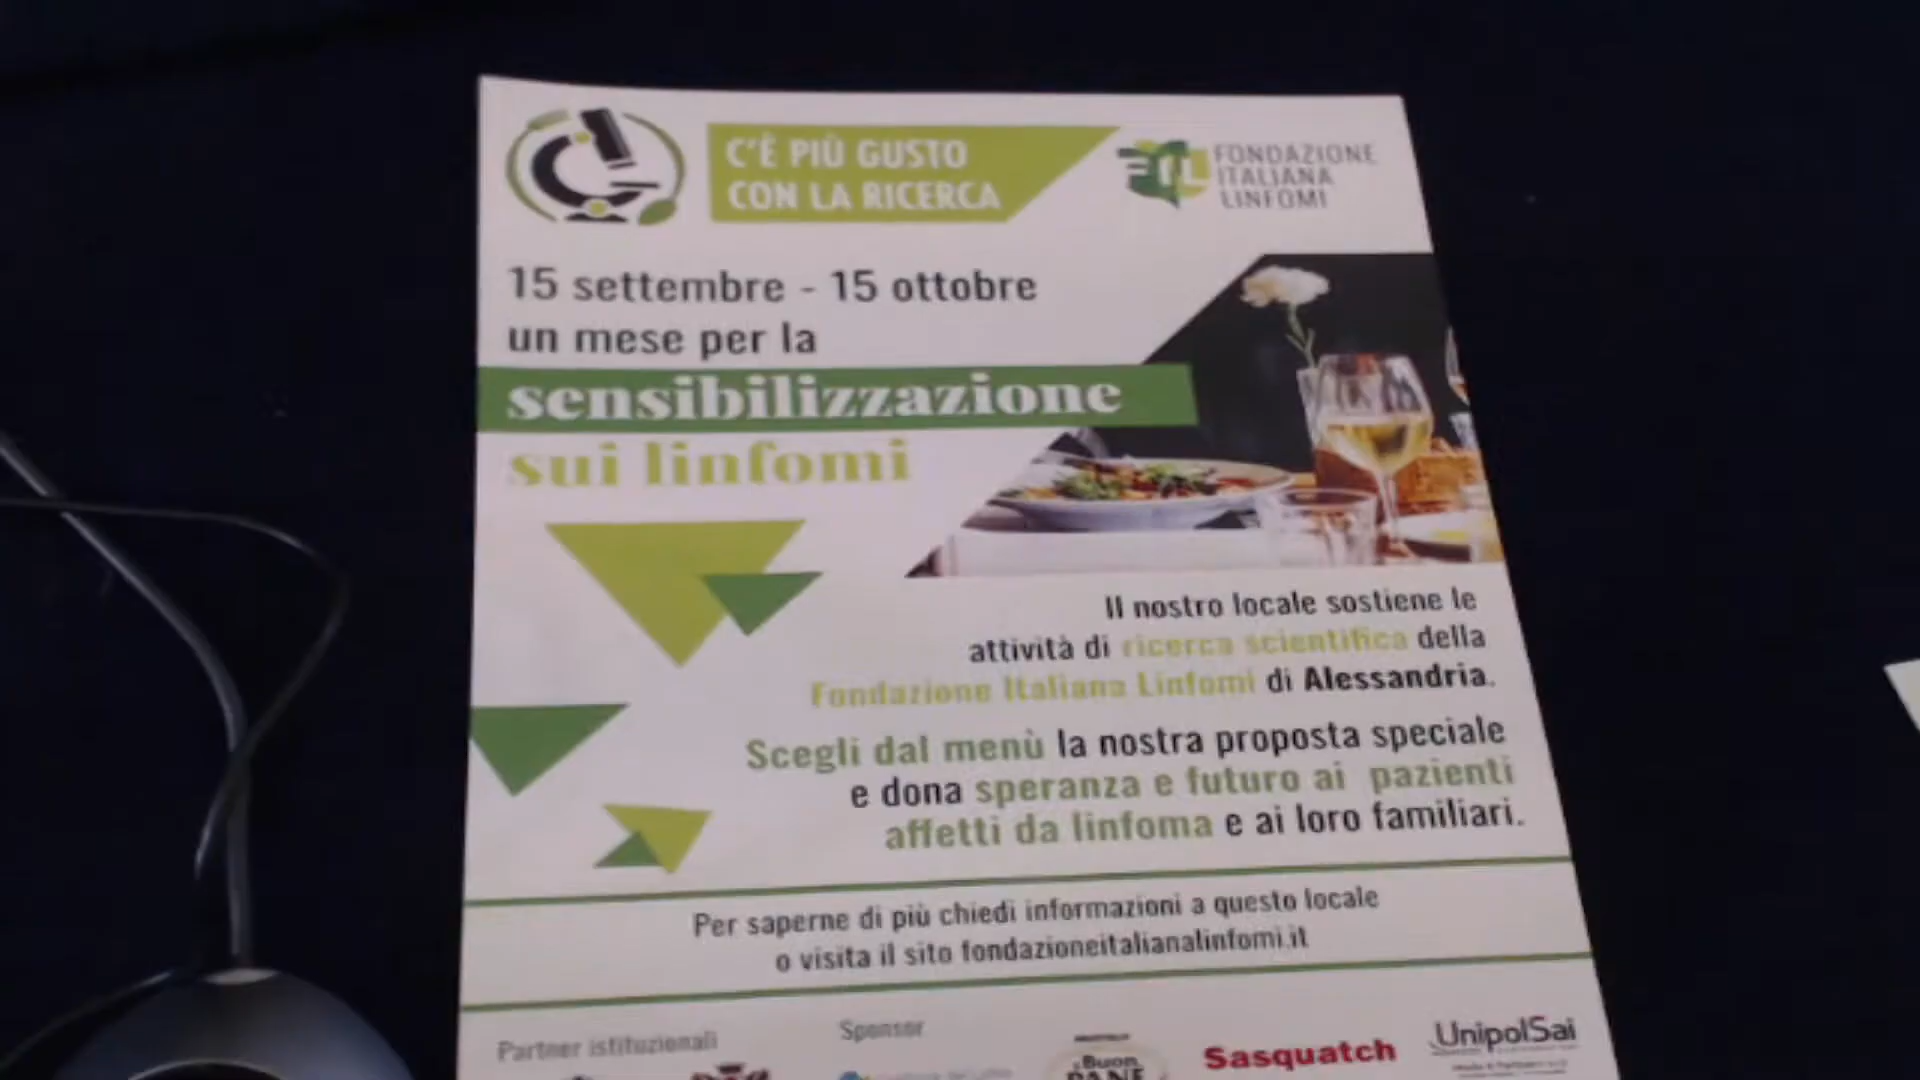 C'È PIÙ GUSTO
CON LA RICERCA
FIL
FONDAZIONE
ITALIANA
LINFOMI
15 settembre - 15 ottobre
un mese per la
sensibilizzazione
sui linfomi
Il nostro locale sostiene le
attività di ricerca scientifica della
Fondazione Italiana Linfomi di Alessandria.
Scegli dal menù la nostra proposta speciale
e dona speranza e futuro ai pazienti
affetti da linfoma e ai loro familiari.
Per saperne di più chiedi informazioni a questo locale
o visita il sito fondazioneitalianalinfomi.it
Partner istituzionali
Sponsor
Buon
PANE
Sasquatch
UnipolSai